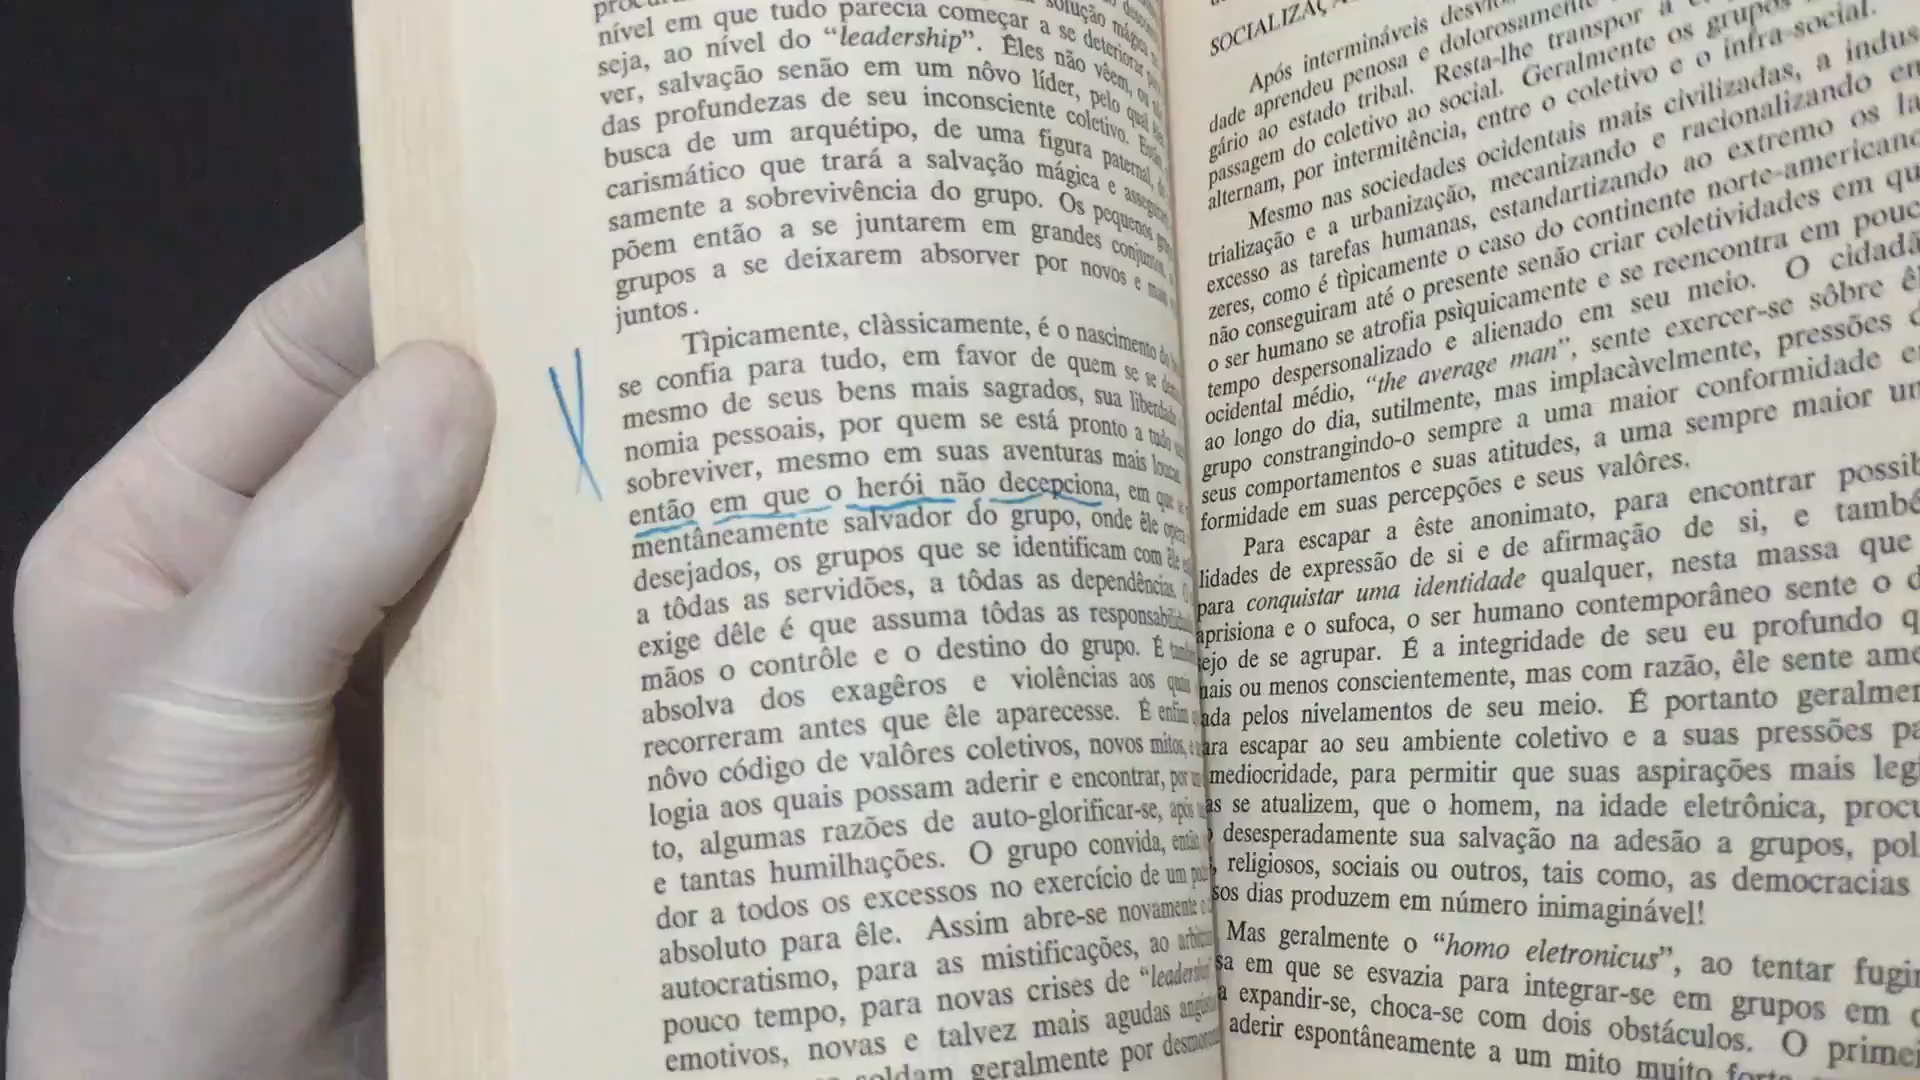 nível em que tudo parecia começar a se deteriorar
seja, ao nível do “leadership”. Êles não vêem, ou
ver, salvação senão em um nôvo líder, pelo qual
das profundezas de seu inconsciente coletivo.
busca de um arquétipo, de uma figura paternal,
carismático que trará a salvação mágica e
samente a sobrevivência do grupo. Os pequenos
põem então a se juntarem em grandes
grupos a se deixarem absorver por novos e mais
juntos.
Tìpicamente, clàssicamente, é o nascimento
se confia para tudo, em favor de quem se
mesmo de seus bens mais sagrados, sua
nomia pessoais, por quem se está pronto a tudo
sobreviver, mesmo em suas aventuras mais
então em que o herói não decepciona, em que
mentâneamente salvador do grupo, onde êle
desejados, os grupos que se identificam com êle
a tôdas as servidões, a tôdas as dependências.
exige dêle é que assuma tôdas as
mãos o contrôle e o destino do grupo. É
absolva dos exagêros e violências aos
recorreram antes que êle aparecesse. É enfim
nôvo código de valôres coletivos, novos mitos,
logia aos quais possam aderir e encontrar, por
to, algumas razões de auto-glorificar-se, após
e tantas humilhações. O grupo convida,
dor a todos os excessos no exercício de um
absoluto para êle. Assim abre-se novamente
autocratismo, para as mistificações, ao
pouco tempo, para novas crises de
emotivos, novas e talvez mais agudas
soldam geralmente por
Após intermináveis
dade aprendeu penosa e dolorosamente
gário ao estado tribal. Resta-lhe transpor a
passagem do coletivo ao social. Geralmente os grupos
alternam, por intermitência, entre o coletivo e o infra-social.
Mesmo nas sociedades ocidentais mais civilizadas, a indus
trialização e a urbanização, mecanizando e racionalizando em
excesso as tarefas humanas, estandartizando ao extremo os la
zeres, como é tìpicamente o caso do continente norte-americano
não conseguiram até o presente senão criar coletividades em qu
o ser humano se atrofia psìquicamente e se reencontra em pouc
tempo despersonalizado e alienado em seu meio. O cidadã
ocidental médio, “the average man”, sente exercer-se sôbre êl
ao longo do dia, sutilmente, mas implacàvelmente, pressões d
grupo constrangindo-o sempre a uma maior conformidade e
seus comportamentos e suas atitudes, a uma sempre maior un
formidade em suas percepções e seus valôres.
Para escapar a êste anonimato, para encontrar possib
lidades de expressão de si e de afirmação de si, e també
para conquistar uma identidade qualquer, nesta massa que
aprisiona e o sufoca, o ser humano contemporâneo sente o d
ejo de se agrupar. É a integridade de seu eu profundo q
ais ou menos conscientemente, mas com razão, êle sente ame
ada pelos nivelamentos de seu meio. É portanto geralmen
ara escapar ao seu ambiente coletivo e a suas pressões pa
mediocridade, para permitir que suas aspirações mais legí
as se atualizem, que o homem, na idade eletrônica, procu
desesperadamente sua salvação na adesão a grupos, pol
religiosos, sociais ou outros, tais como, as democracias
sos dias produzem em número inimaginável!
Mas geralmente o “homo eletronicus”, ao tentar fugir
sa em que se esvazia para integrar-se em grupos em
a expandir-se, choca-se com dois obstáculos. O primei
aderir espontâneamente a um mito muito